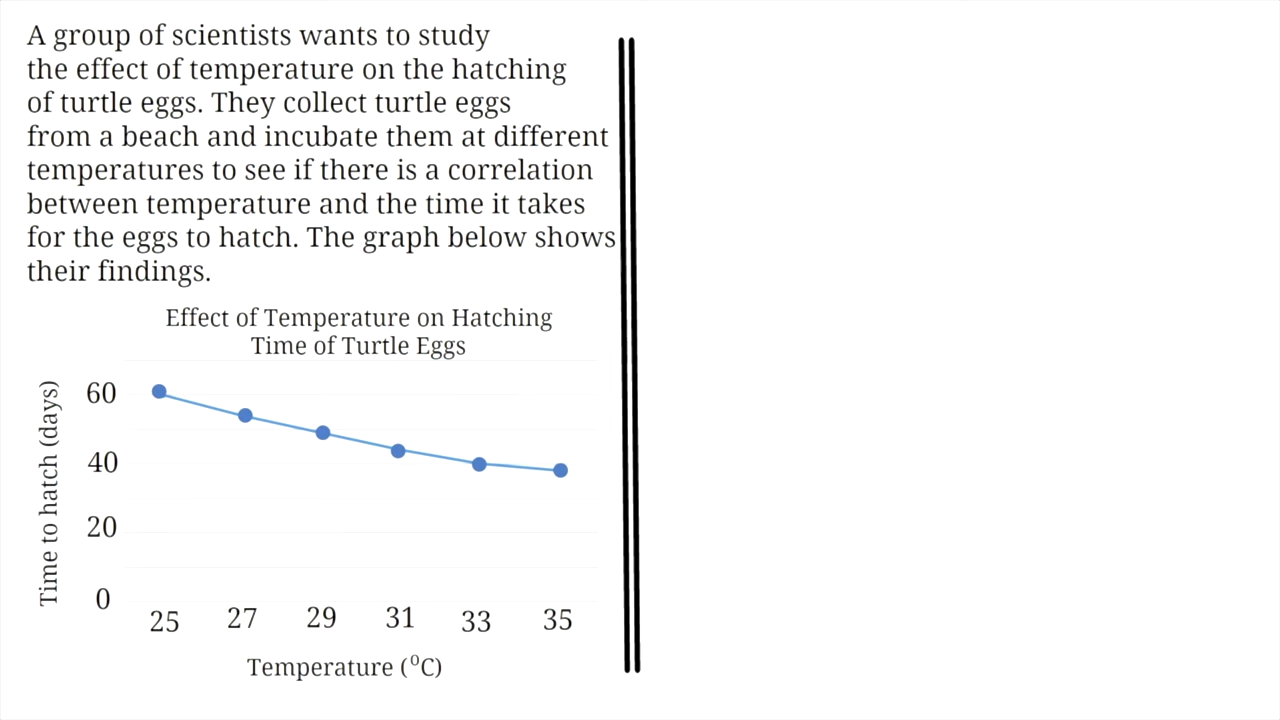 A group of scientists wants to study
the effect of temperature on the hatching
of turtle eggs. They collect turtle eggs
from a beach and incubate them at different
temperatures to see if there is a correlation
between temperature and the time it takes
for the eggs to hatch. The graph below shows
their findings.
Effect of Temperature on Hatching
Time of Turtle Eggs
Time to hatch (days)
60
40
20
0
25 27 29 31 33 35
Temperature (⁰C)